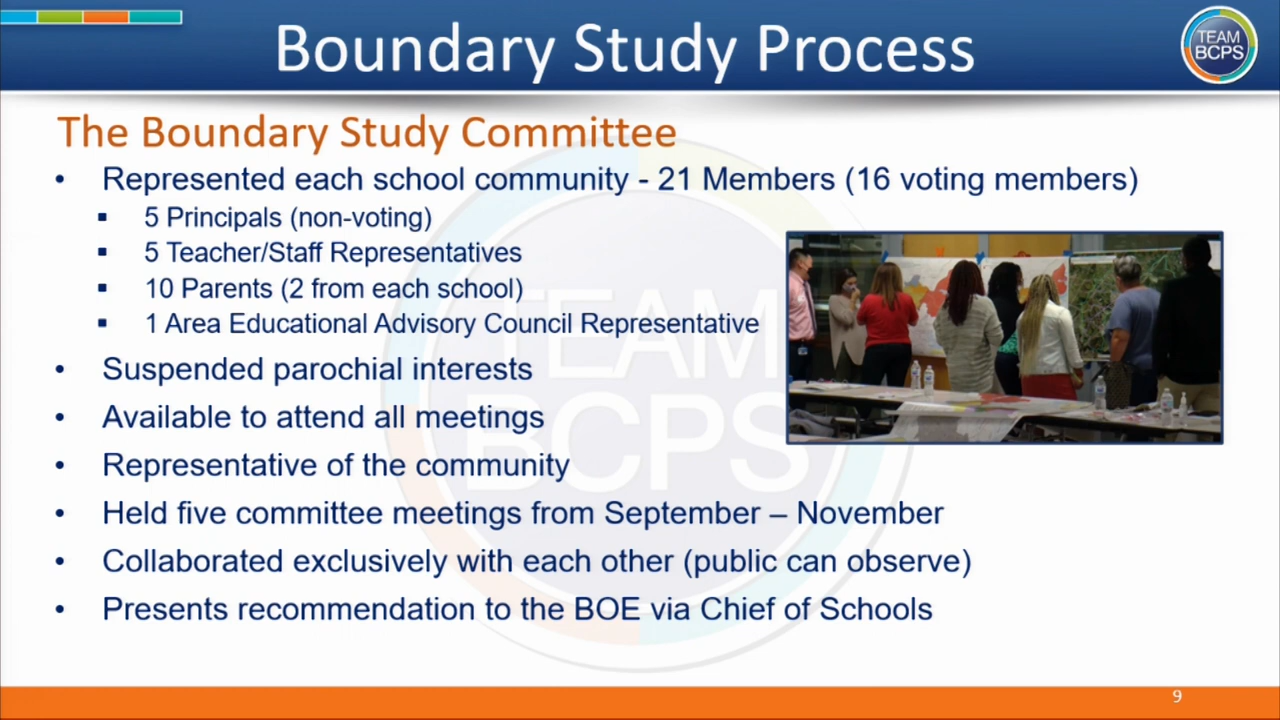 Boundary Study Process
TEAM
BCPS
The Boundary Study Committee
• Represented each school community - 21 Members (16 voting members)
▪ 5 Principals (non-voting)
▪ 5 Teacher/Staff Representatives
▪ 10 Parents (2 from each school)
▪ 1 Area Educational Advisory Council Representative
• Suspended parochial interests
• Available to attend all meetings
• Representative of the community
• Held five committee meetings from September – November
• Collaborated exclusively with each other (public can observe)
• Presents recommendation to the BOE via Chief of Schools
TEAM
BCPS
9